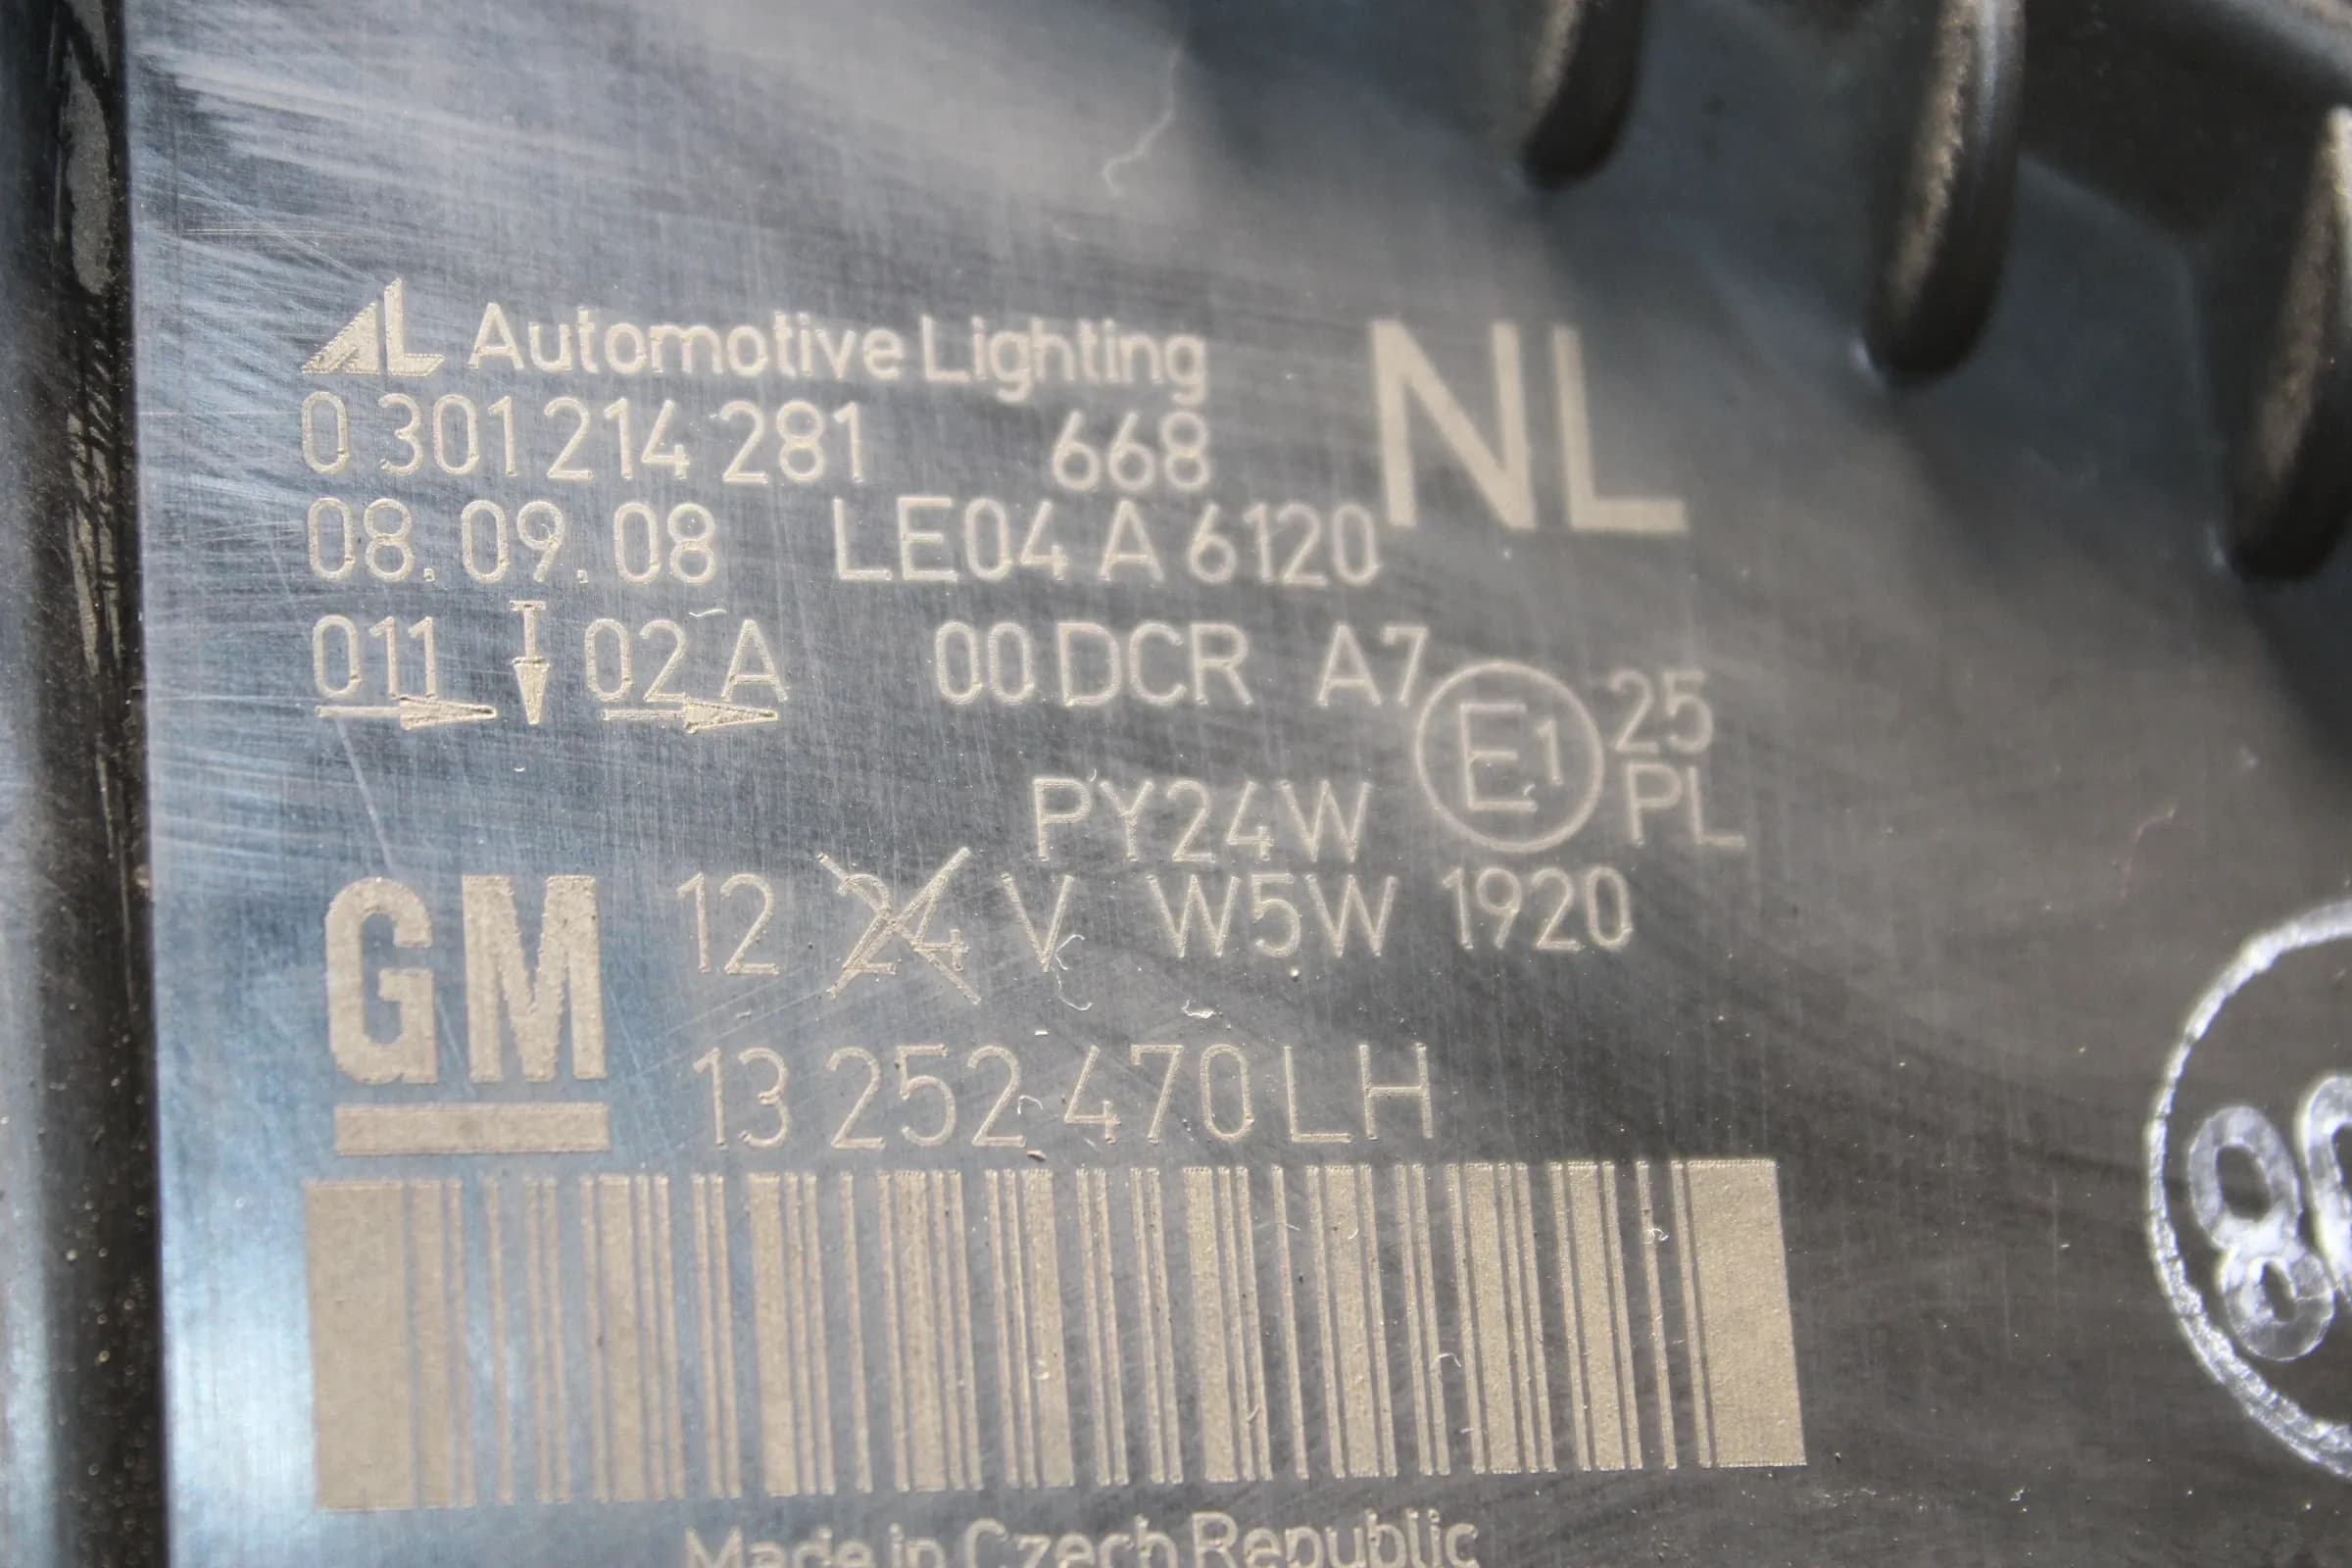 AL Automotive Lighting
NL
0 301 214 281 668
08.09.08 LE04 A 6120
011 02 A 00 DCR A7
E1
25
PL
PY24W
GM
12 24 V W5W 1920
13 252 470 LH
Made in Czech Republic